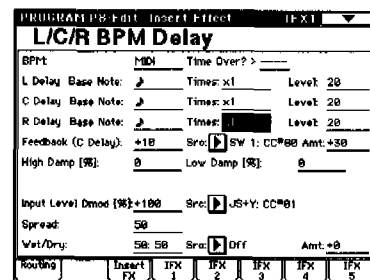 PROGRAM P8-Edit Insert Effect IFX1
L/C/R BPM Delay
BPM: MIDI Time Over? > ---
L Delay Base Note: ♪ Times: x1 Level: 20
C Delay Base Note: ♪ Times: x1 Level: 20
R Delay Base Note: ♪ Times: Level: 20
Feedback (C Delay): +10 Src: SW 1: CC#80 Amt: +30
High Damp [%]: 0 Low Damp [%]: 0
Input Level Dmod [%]: +100 Src: JS+Y: CC#01
Spread: 50
Wet/Dry: 50: 50 Src: Off Amt: +0
Routing Insert FX IFX 1 IFX 2 IFX 3 IFX 4 IFX 5